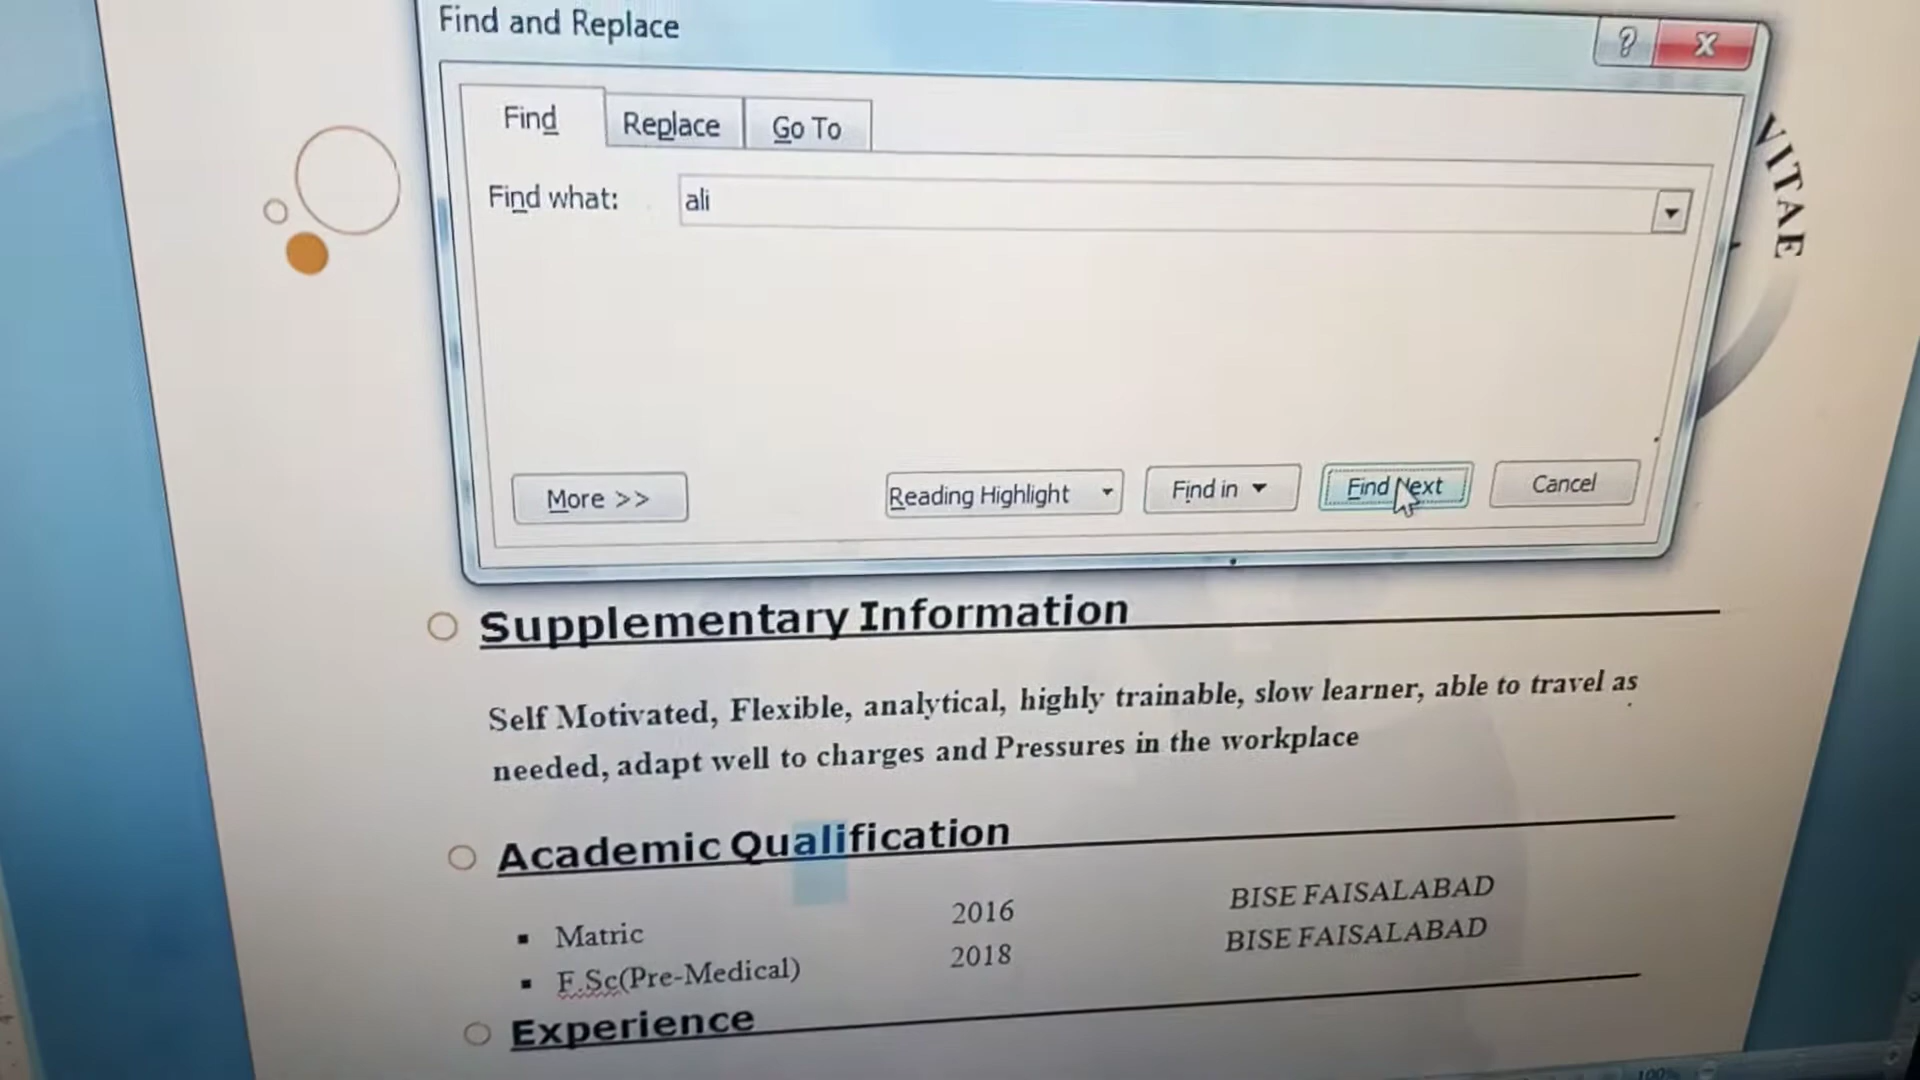 Find and Replace
Find Replace Go To
VITAE
Find what: ali
More >> Reading Highlight Find in Find Next Cancel
Supplementary Information
Self Motivated, Flexible, analytical, highly trainable, slow learner, able to travel as
needed, adapt well to charges and Pressures in the workplace
Academic Qualification
Matric 2016 BISE FAISALABAD
F.Sc(Pre-Medical) 2018 BISE FAISALABAD
Experience
100%